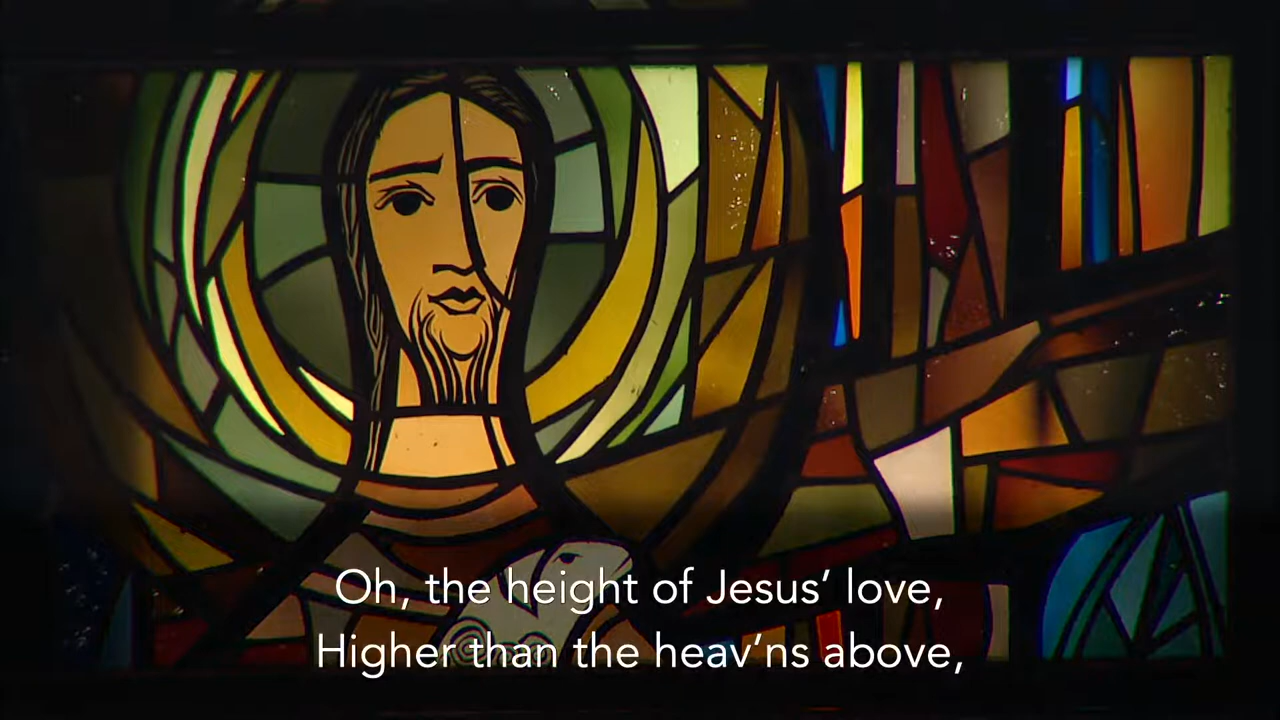 Oh, the height of Jesus’ love,
Higher than the heav’ns above,